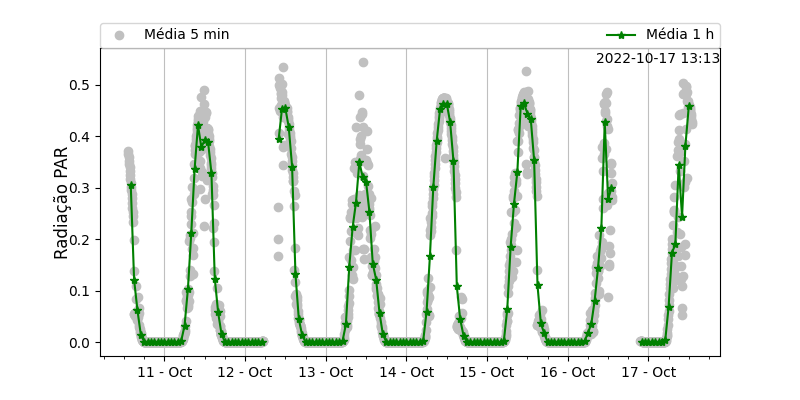 Média 5 min
Média 1 h
2022-10-17 13:13
Radiação PAR
0.5
0.4
0.3
0.2
0.1
0.0
11 - Oct
12 - Oct
13 - Oct
14 - Oct
15 - Oct
16 - Oct
17 - Oct